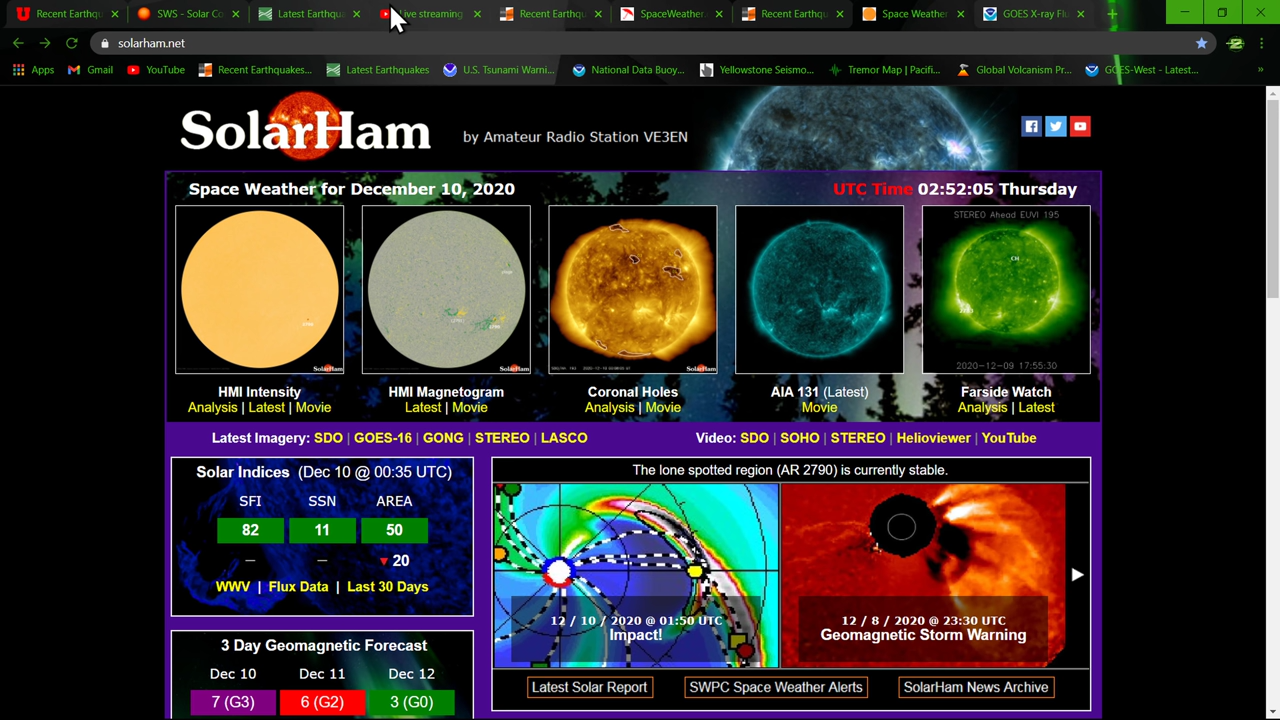 Recent Earthqu
SWS - Solar Co
Latest Earthqua
Live streaming
Recent Earthqu
SpaceWeather.
Recent Earthqu
Space Weather
GOES X-ray Flu
solarham.net
Apps
Gmail
YouTube
Recent Earthquakes...
Latest Earthquakes
U.S. Tsunami Warni...
National Data Buoy...
Yellowstone Seismo...
Tremor Map | Pacifi...
Global Volcanism Pr...
GOES-West - Latest...
»
SolarHam
by Amateur Radio Station VE3EN
Space Weather for December 10, 2020
UTC Time 02:52:05 Thursday
STEREO Ahead EUVI 195
CH
SolarHam
SolarHam
SolarHam
2020-12-09 17:55:30
HMI Intensity
Analysis | Latest | Movie
HMI Magnetogram
Latest | Movie
Coronal Holes
Analysis | Movie
AIA 131 (Latest)
Movie
Farside Watch
Analysis | Latest
Latest Imagery: SDO | GOES-16 | GONG | STEREO | LASCO
Video: SDO | SOHO | STEREO | Helioviewer | YouTube
Solar Indices (Dec 10 @ 00:35 UTC)
SFI SSN AREA
82 11 50
— — ▼ 20
WWV | Flux Data | Last 30 Days
The lone spotted region (AR 2790) is currently stable.
12 / 10 / 2020 @ 01:50 UTC
Impact!
12 / 8 / 2020 @ 23:30 UTC
Geomagnetic Storm Warning
3 Day Geomagnetic Forecast
Dec 10 Dec 11 Dec 12
7 (G3) 6 (G2) 3 (G0)
Latest Solar Report
SWPC Space Weather Alerts
SolarHam News Archive